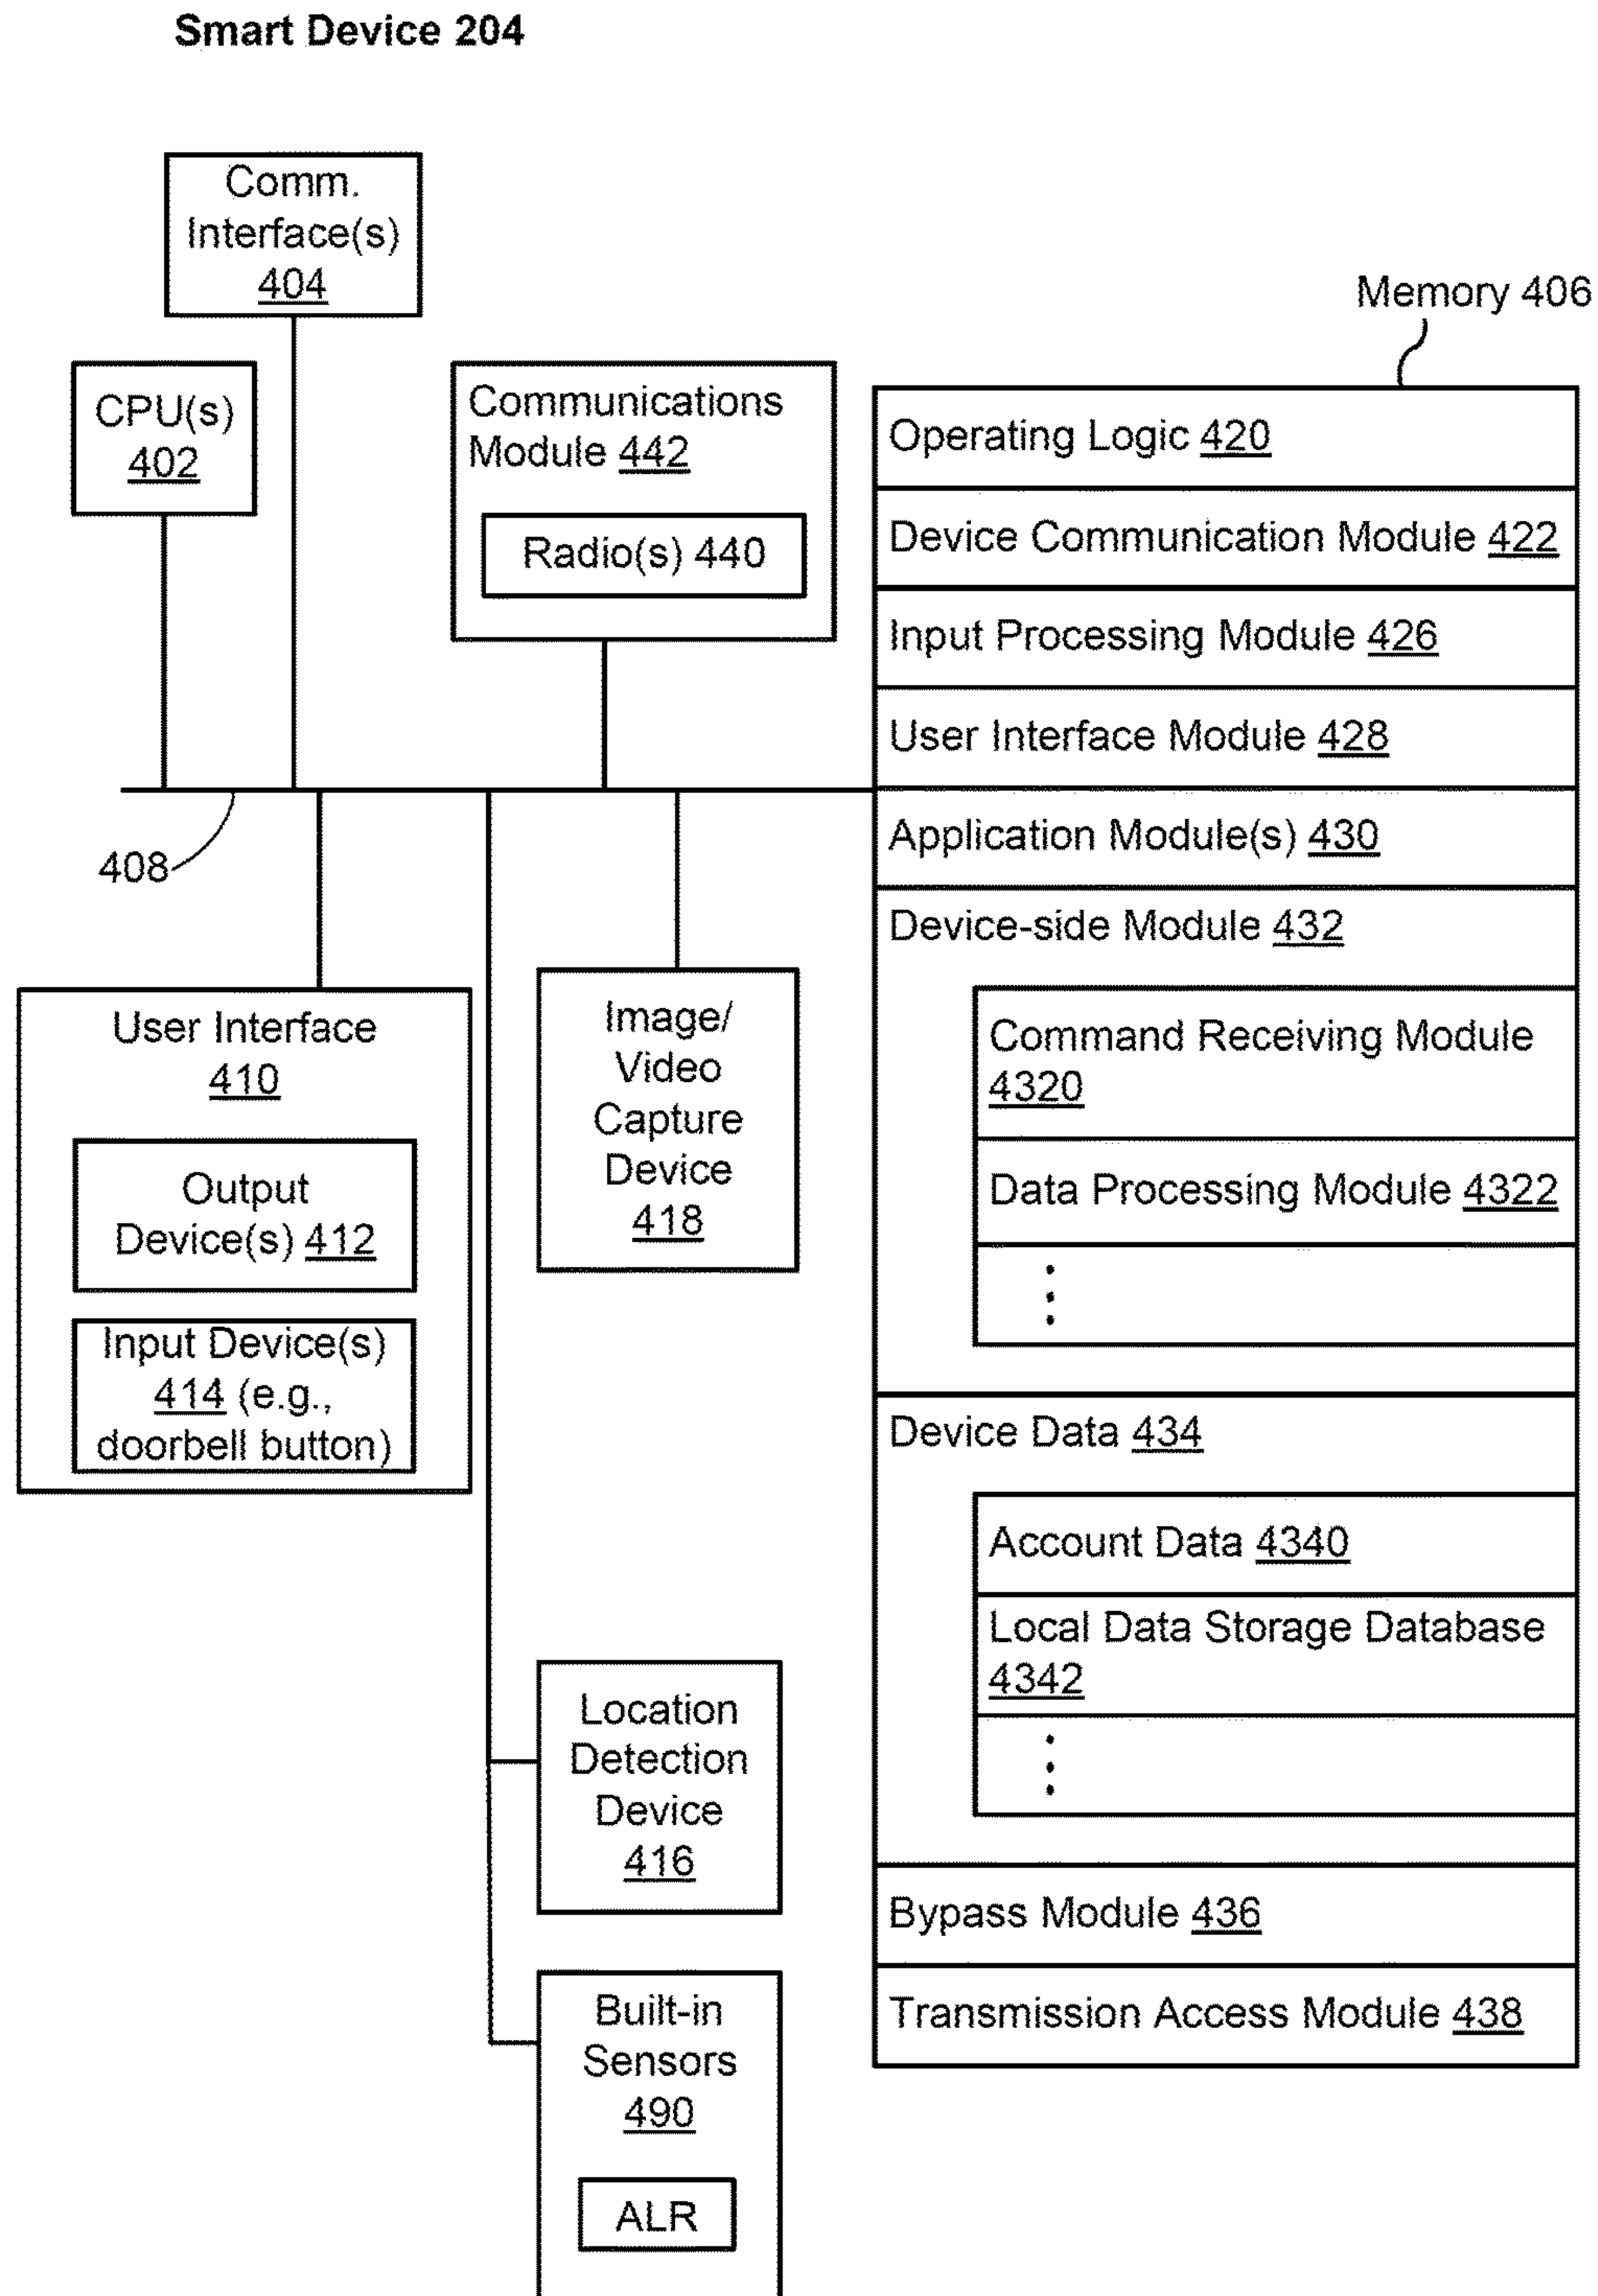 Smart Device 204
Comm.
Interface(s)
404
Memory 406
CPU(s)
402
Communications
Module 442
Radio(s) 440
408
User Interface
410
Output
Device(s) 412
Input Device(s)
414 (e.g.,
doorbell button)
Image/
Video
Capture
Device
418
Location
Detection
Device
416
Built-in
Sensors
490
ALR
Operating Logic 420
Device Communication Module 422
Input Processing Module 426
User Interface Module 428
Application Module(s) 430
Device-side Module 432
Command Receiving Module
4320
Data Processing Module 4322
Device Data 434
Account Data 4340
Local Data Storage Database
4342
Bypass Module 436
Transmission Access Module 438